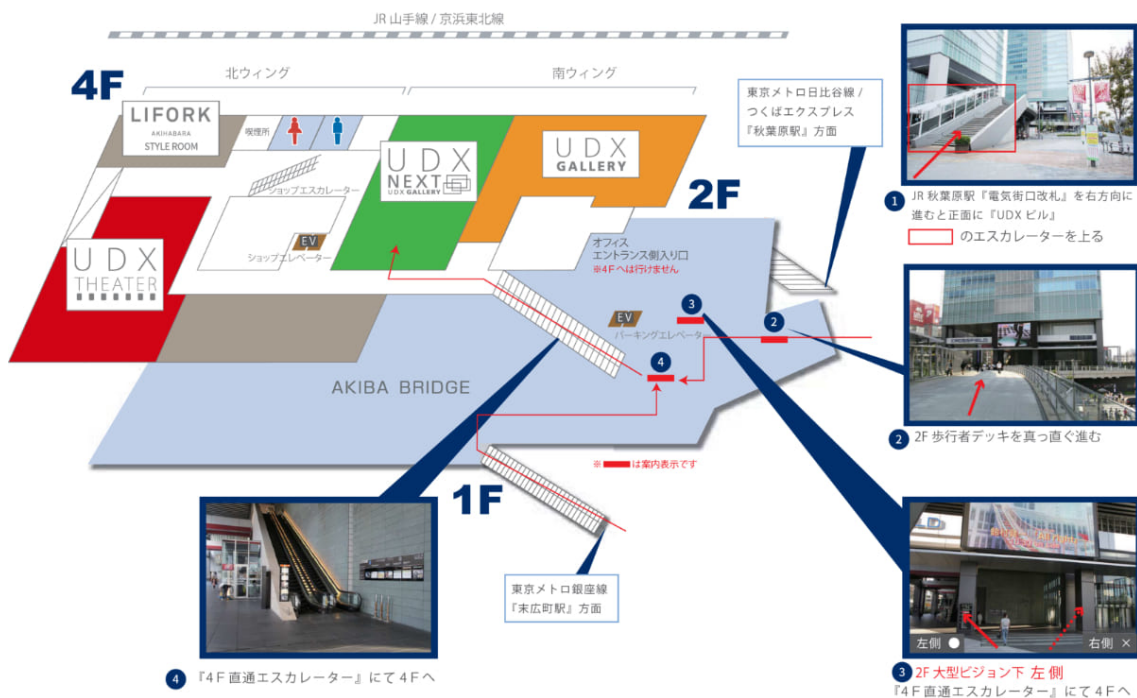 JR 山手線 / 京浜東北線
4F
北ウィング
南ウィング
LIFORK
AKIHABARA
STYLE ROOM
喫煙所
ショップエスカレーター
UDX
NEXT
UDX GALLERY
UDX
GALLERY
東京メトロ日比谷線 /
つくばエクスプレス
『秋葉原駅』方面
2F
UDX
THEATER
EV
ショップエレベーター
オフィス
エントランス側入り口
※4Fへは行けません
EV
パーキングエレベーター
3
2
4
AKIBA BRIDGE
※ は案内表示です
1F
東京メトロ銀座線
『末広町駅』方面
1 JR 秋葉原駅『電気街口改札』を右方向に
進むと正面に『UDX ビル』
のエスカレーターを上る
2 2F 歩行者デッキを真っ直ぐ進む
左側
右側 ×
3 2F 大型ビジョン下 左側
『4F 直通エスカレーター』にて 4F へ
4 『4F 直通エスカレーター』にて 4F へ